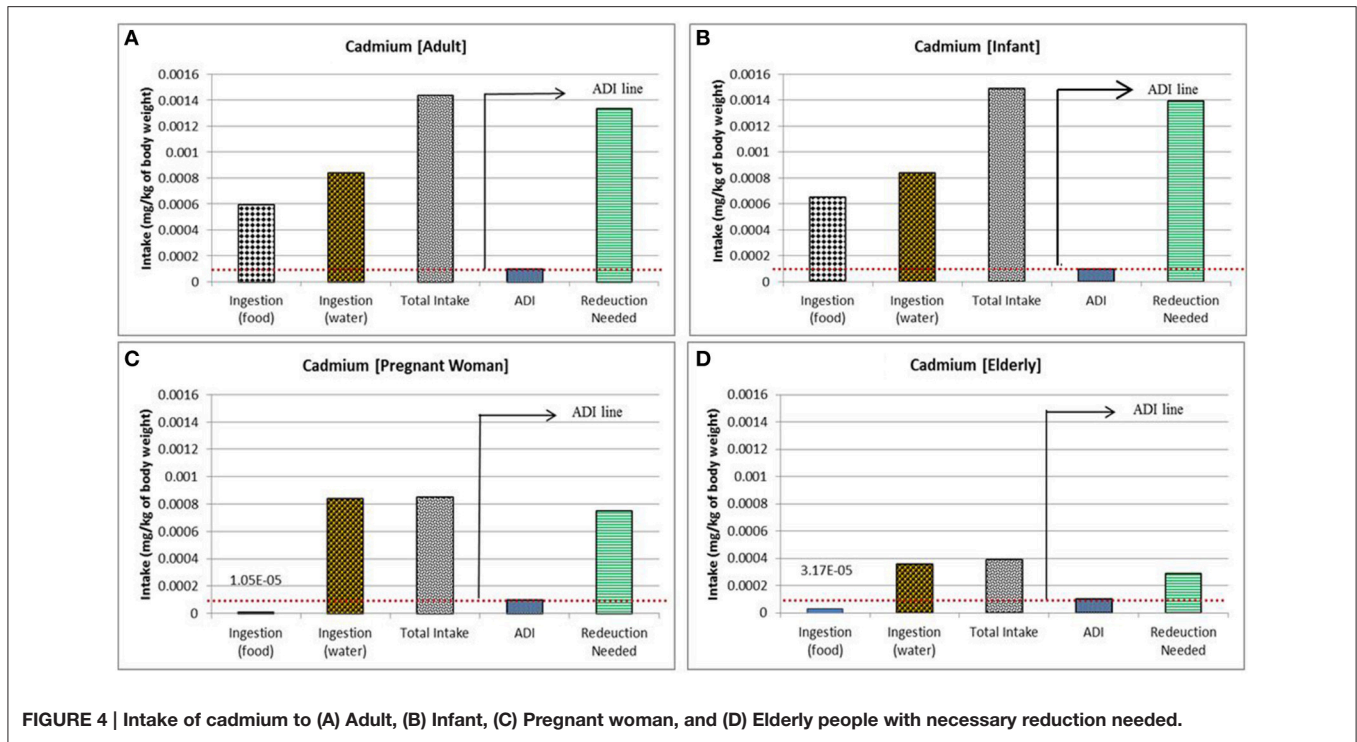 A
Cadmium [Adult]
Intake (mg/kg of body weight)
0.0016
0.0014
0.0012
0.001
0.0008
0.0006
0.0004
0.0002
0
ADI line
Ingestion
(food)
Ingestion
(water)
Total Intake
ADI
Redeuction
Needed
B
Cadmium [Infant]
Intake (mg/kg of body weight)
0.0016
0.0014
0.0012
0.001
0.0008
0.0006
0.0004
0.0002
0
ADI line
Ingestion
(food)
Ingestion
(water)
Total Intake
ADI
Redeuction
Needed
C
Cadmium [Pregnant Woman]
Intake (mg/kg of body weight)
0.0016
0.0014
0.0012
0.001
0.0008
0.0006
0.0004
0.0002
0
ADI line
1.05E-05
Ingestion
(food)
Ingestion
(water)
Total Intake
ADI
Redeuction
Needed
D
Cadmium [Elderly]
Intake (mg/kg of body weight)
0.0016
0.0014
0.0012
0.001
0.0008
0.0006
0.0004
0.0002
0
ADI line
3.17E-05
Ingestion
(food)
Ingestion
(water)
Total Intake
ADI
Redeuction
Needed
FIGURE 4 | Intake of cadmium to (A) Adult, (B) Infant, (C) Pregnant woman, and (D) Elderly people with necessary reduction needed.